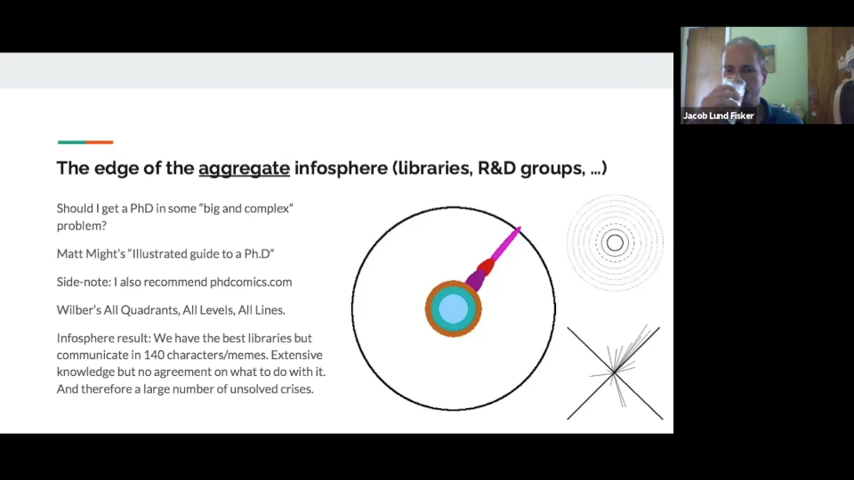 The edge of the aggregate infosphere (libraries, R&D groups, ...)
Should I get a PhD in some "big and complex"
problem?
Matt Might's "Illustrated guide to a Ph.D"
Side-note: I also recommend phdcomics.com
Wilber's All Quadrants, All Levels, All Lines.
Infosphere result: We have the best libraries but
communicate in 140 characters/memes. Extensive
knowledge but no agreement on what to do with it.
And therefore a large number of unsolved crises.
Jacob Lund Fisker